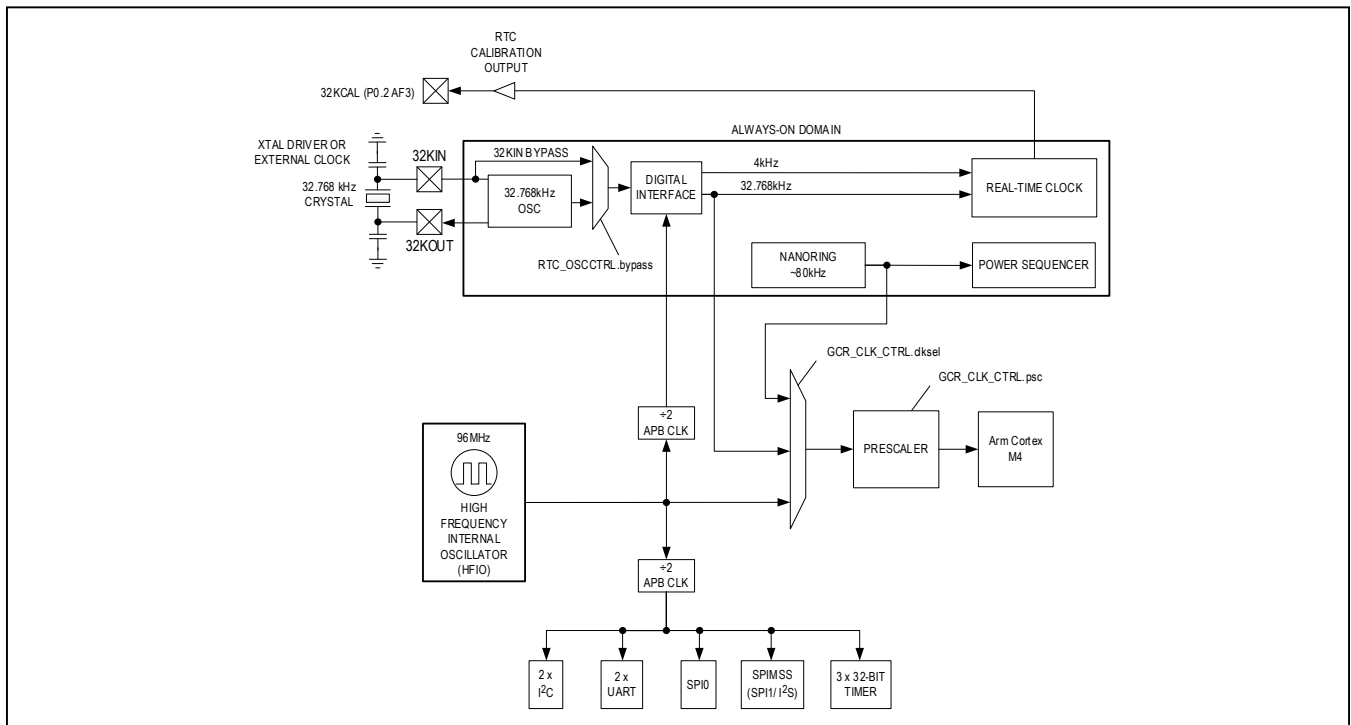 RTC
CALIBRATION
OUTPUT
32KCAL (P0.2 AF3)
ALWAYS-ON DOMAIN
XTAL DRIVER OR
EXTERNAL CLOCK
32KIN
32KIN BYPASS
4kHz
32.768 kHz
CRYSTAL
32.768kHz
OSC
DIGITAL
INTERFACE
32.768kHz
REAL-TIME CLOCK
32KOUT
RTC_OSCCTRL.bypass
NANORING
~80kHz
POWER SEQUENCER
GCR_CLK_CTRL.clksel
GCR_CLK_CTRL.psc
÷2
APB CLK
PRESCALER
Arm Cortex
M4
96MHz
HIGH
FREQUENCY
INTERNAL
OSCILLATOR
(HFIO)
÷2
APB CLK
2 x
I²C
2 x
UART
SPI0
SPIMSS
(SPI1/ I²S)
3 x 32-BIT
TIMER